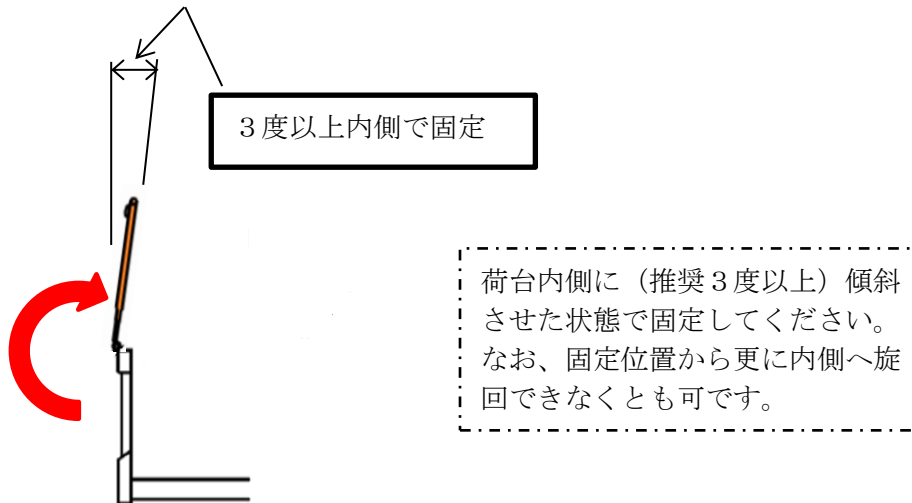 ３度以上内側で固定
荷台内側に（推奨３度以上）傾斜
させた状態で固定してください。
なお、固定位置から更に内側へ旋
回できなくとも可です。